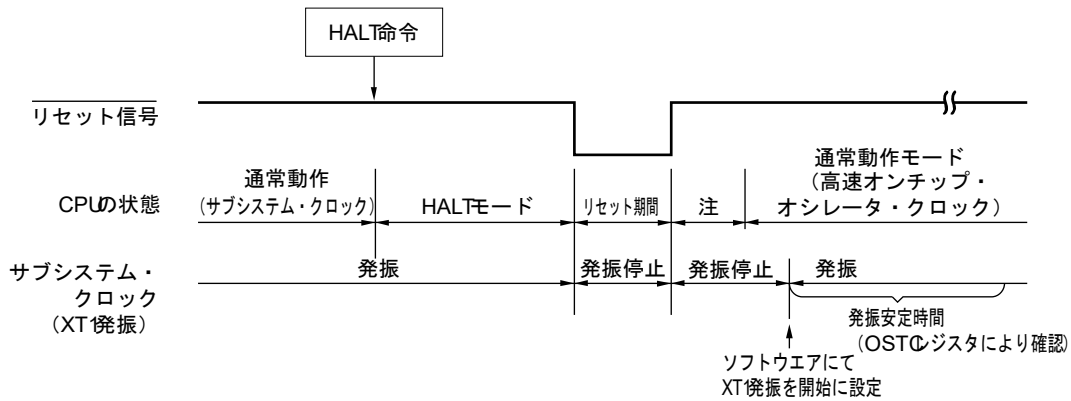 HALT命令
リセット信号
通常動作
(サブシステム・クロック)
CPUの状態
HALTモード
リセット期間
注
通常動作モード
(高速オンチップ・
オシレータ・クロック)
サブシステム・
クロック
(XT1発振)
発振
発振停止
発振停止
発振
発振安定時間
(OSTCレジスタにより確認)
ソフトウエアにて
XT1発振を開始に設定